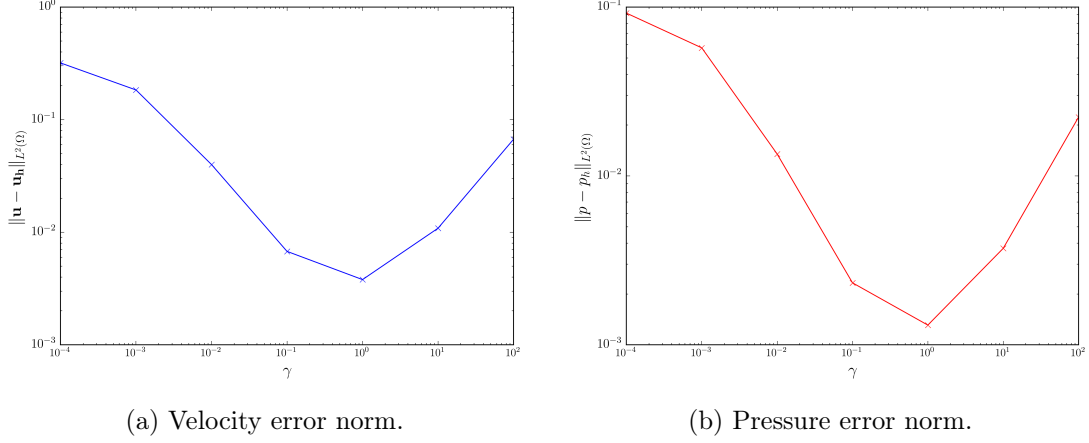 10^0
10^{-1}
10^{-2}
10^{-3}
‖u − u_h‖_{L^2(Ω)}
10^{-4} 10^{-3} 10^{-2} 10^{-1} 10^0 10^1 10^2
γ
(a) Velocity error norm.
10^{-1}
10^{-2}
10^{-3}
‖p − p_h‖_{L^2(Ω)}
10^{-4} 10^{-3} 10^{-2} 10^{-1} 10^0 10^1 10^2
γ
(b) Pressure error norm.